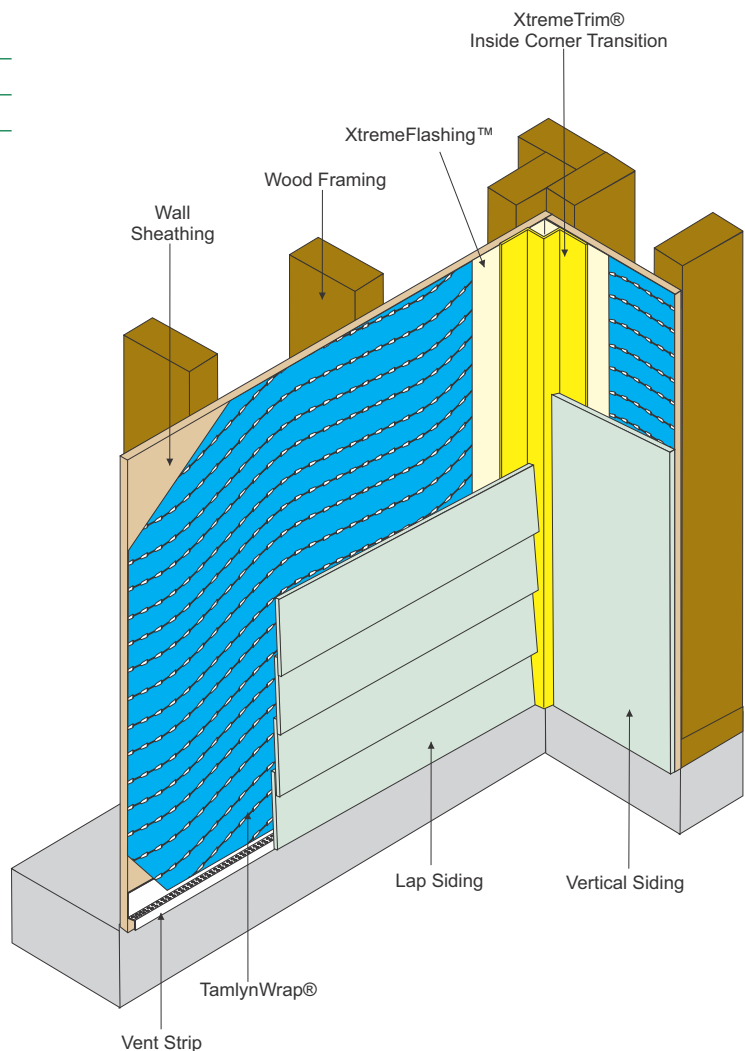 XtremeTrim®
Inside Corner Transition
XtremeFlashing™
Wood Framing
Wall
Sheathing
Lap Siding
Vertical Siding
TamlynWrap®
Vent Strip